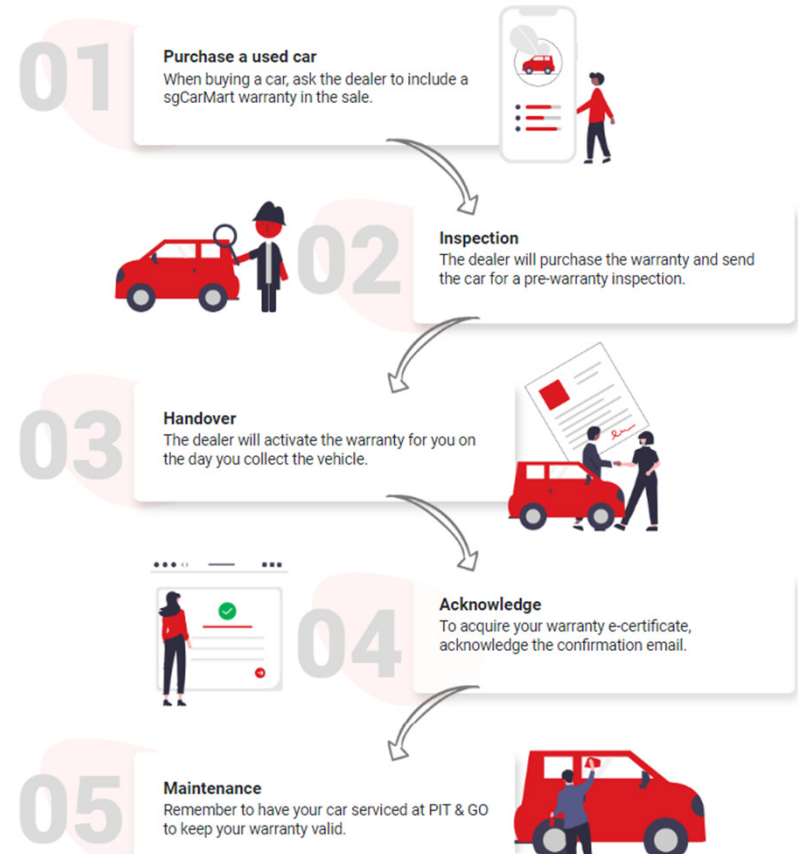 01
Purchase a used car
When buying a car, ask the dealer to include a
sgCarMart warranty in the sale.
02
Inspection
The dealer will purchase the warranty and send
the car for a pre-warranty inspection.
03
Handover
The dealer will activate the warranty for you on
the day you collect the vehicle.
04
Acknowledge
To acquire your warranty e-certificate,
acknowledge the confirmation email.
05
Maintenance
Remember to have your car serviced at PIT & GO
to keep your warranty valid.